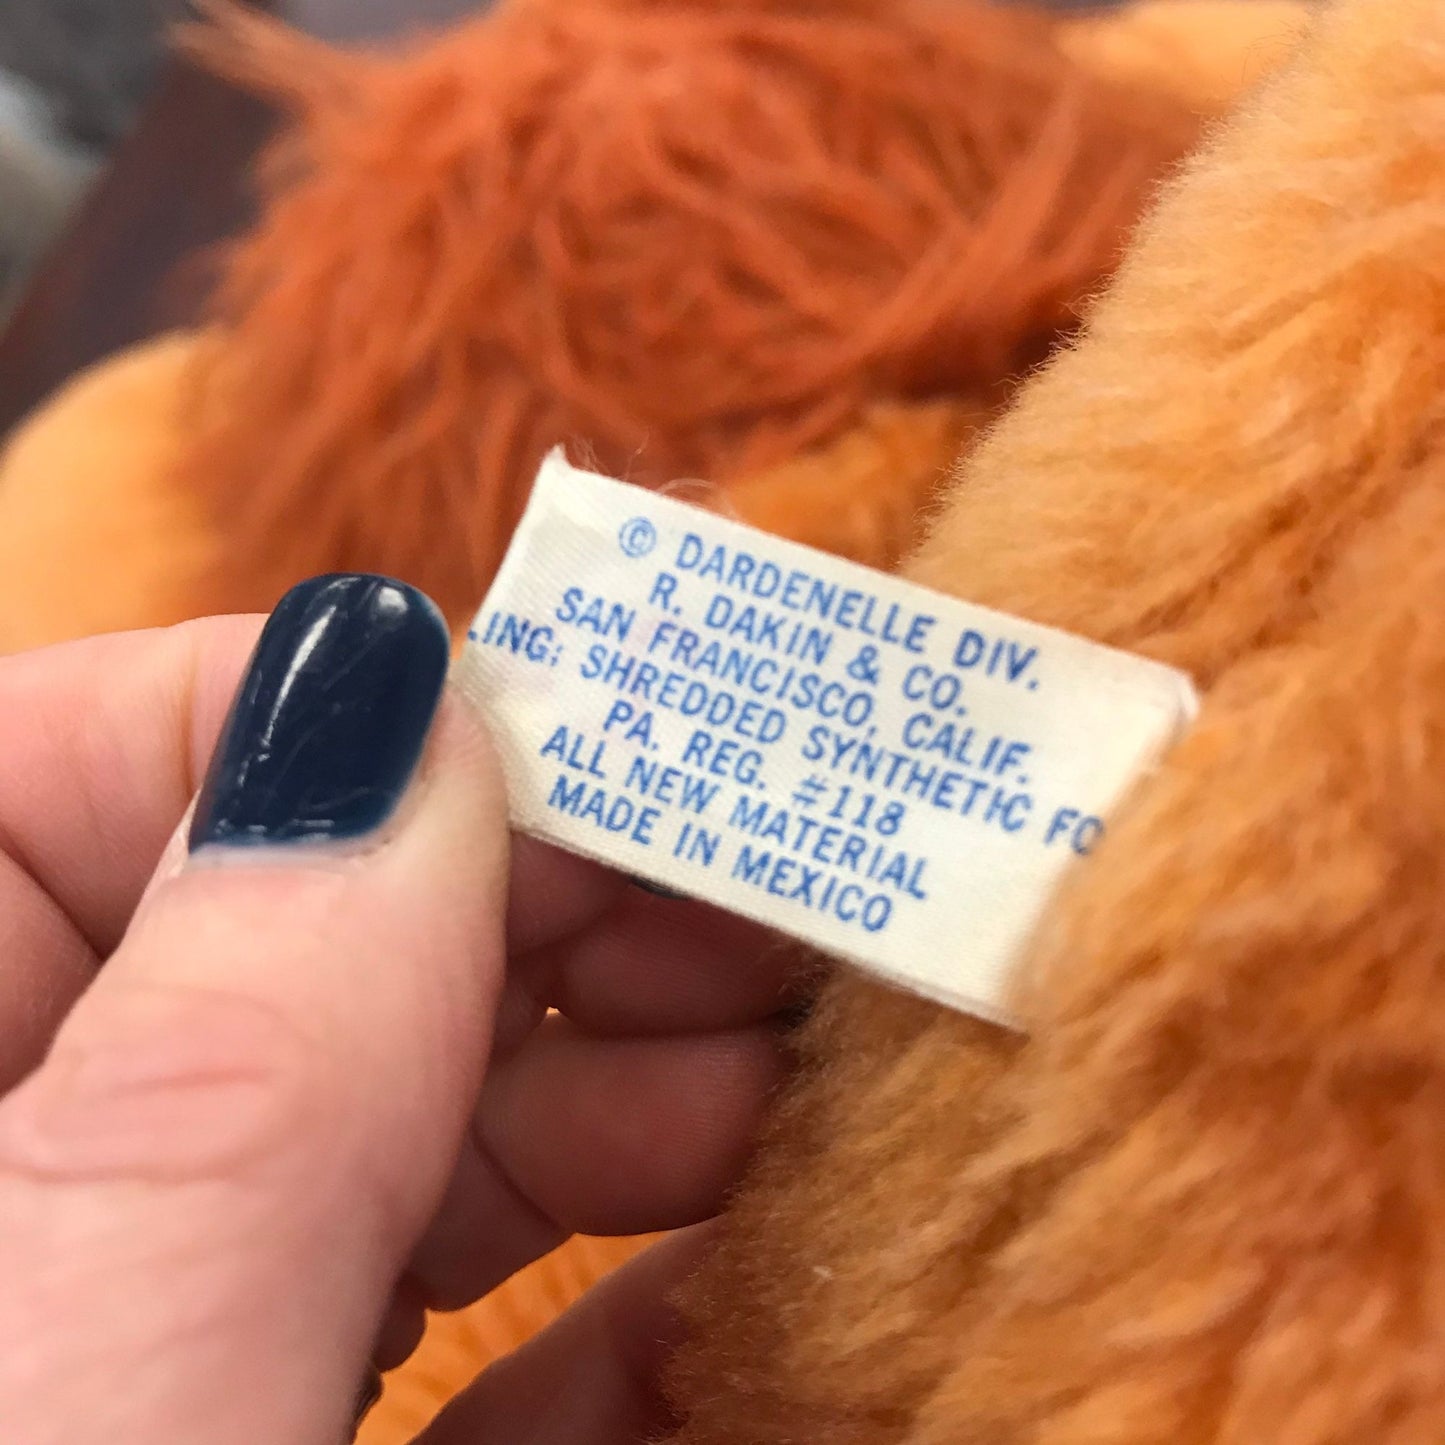 © DARDENELLE DIV.
R. DAKIN & CO.
SAN FRANCISCO, CALIF.
LING: SHREDDED SYNTHETIC FO
PA. REG. #118
ALL NEW MATERIAL
MADE IN MEXICO